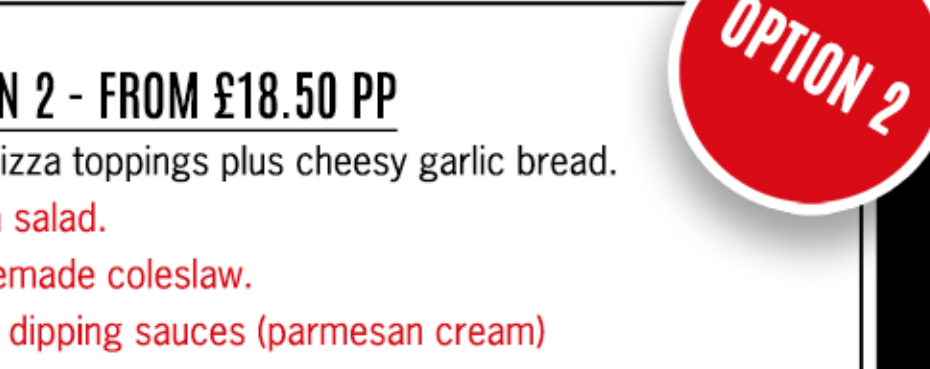 OPTION 2
N 2 - FROM £18.50 PP
izza toppings plus cheesy garlic bread.
salad.
emade coleslaw.
dipping sauces (parmesan cream)